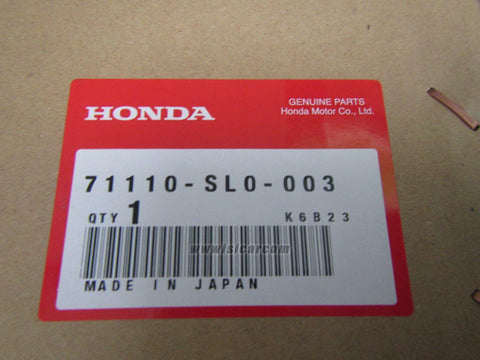 HONDA
GENUINE PARTS
Honda Motor Co., Ltd.
71110-SL0-003
QTY 1 K6B23
www.sicar.com
MADE IN JAPAN